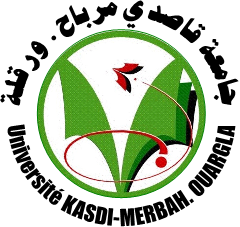 جامعة قاصدي مرباح . ورقلة
Université KASDI-MERBAH. OUARGLA